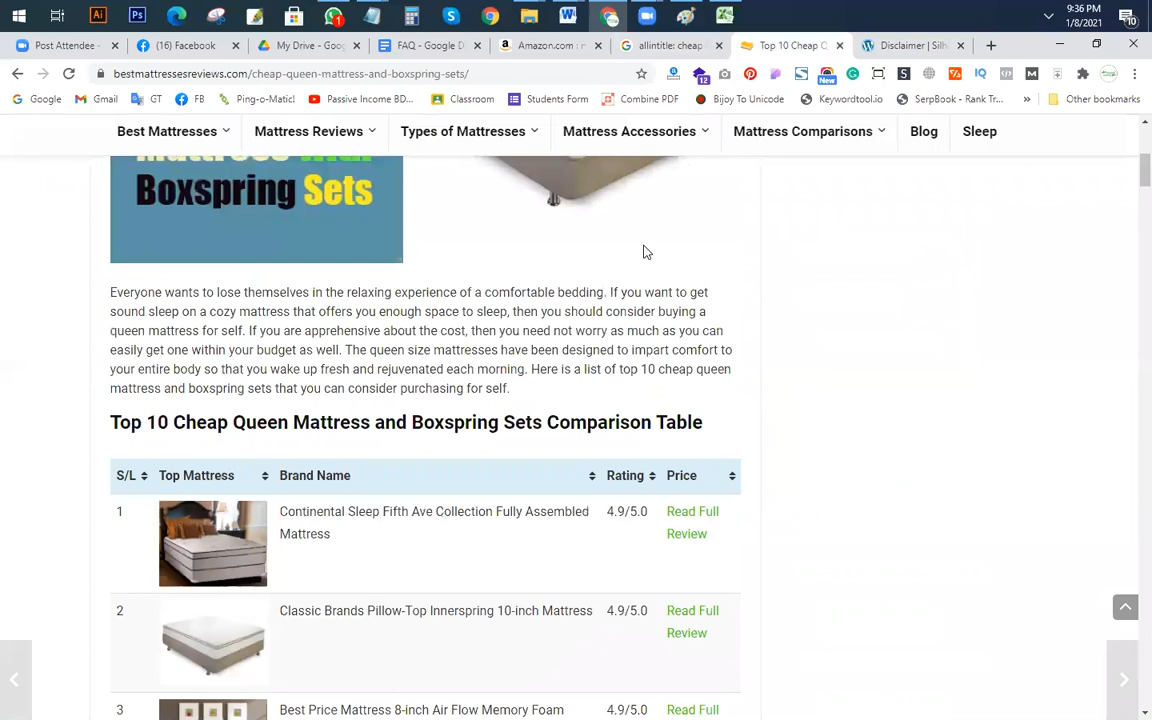 9:36 PM
1/8/2021
10
Post Attendee -
(16) Facebook
My Drive - Goog
FAQ - Google D
Amazon.com : n
allintitle: cheap
Top 10 Cheap Q
Disclaimer | Silh
bestmattressesreviews.com/cheap-queen-mattress-and-boxspring-sets/
Google
Gmail
GT
FB
Ping-o-Matic!
Passive Income BD...
Classroom
Students Form
Combine PDF
Bijoy To Unicode
Keywordtool.io
SerpBook - Rank Tr...
Other bookmarks
Best Mattresses
Mattress Reviews
Types of Mattresses
Mattress Accessories
Mattress Comparisons
Blog
Sleep
Mattress With
Boxspring Sets
Everyone wants to lose themselves in the relaxing experience of a comfortable bedding. If you want to get
sound sleep on a cozy mattress that offers you enough space to sleep, then you should consider buying a
queen mattress for self. If you are apprehensive about the cost, then you need not worry as much as you can
easily get one within your budget as well. The queen size mattresses have been designed to impart comfort to
your entire body so that you wake up fresh and rejuvenated each morning. Here is a list of top 10 cheap queen
mattress and boxspring sets that you can consider purchasing for self.
Top 10 Cheap Queen Mattress and Boxspring Sets Comparison Table
S/L Top Mattress Brand Name Rating Price
1 Continental Sleep Fifth Ave Collection Fully Assembled 4.9/5.0 Read Full
Mattress Review
2 Classic Brands Pillow-Top Innerspring 10-inch Mattress 4.9/5.0 Read Full
Review
3 Best Price Mattress 8-inch Air Flow Memory Foam 4.9/5.0 Read Full